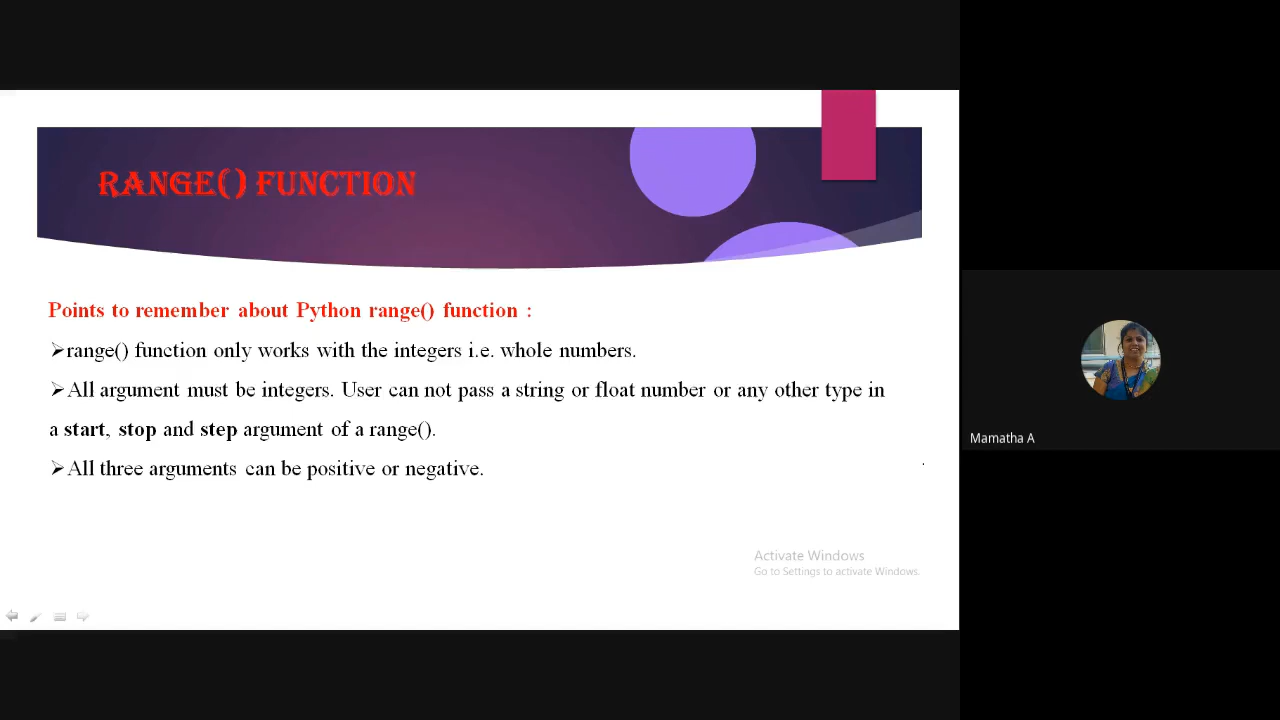 RANGE() FUNCTION
Points to remember about Python range() function :
➢range() function only works with the integers i.e. whole numbers.
➢All argument must be integers. User can not pass a string or float number or any other type in
a start, stop and step argument of a range().
➢All three arguments can be positive or negative.
Activate Windows
Go to Settings to activate Windows.
Mamatha A